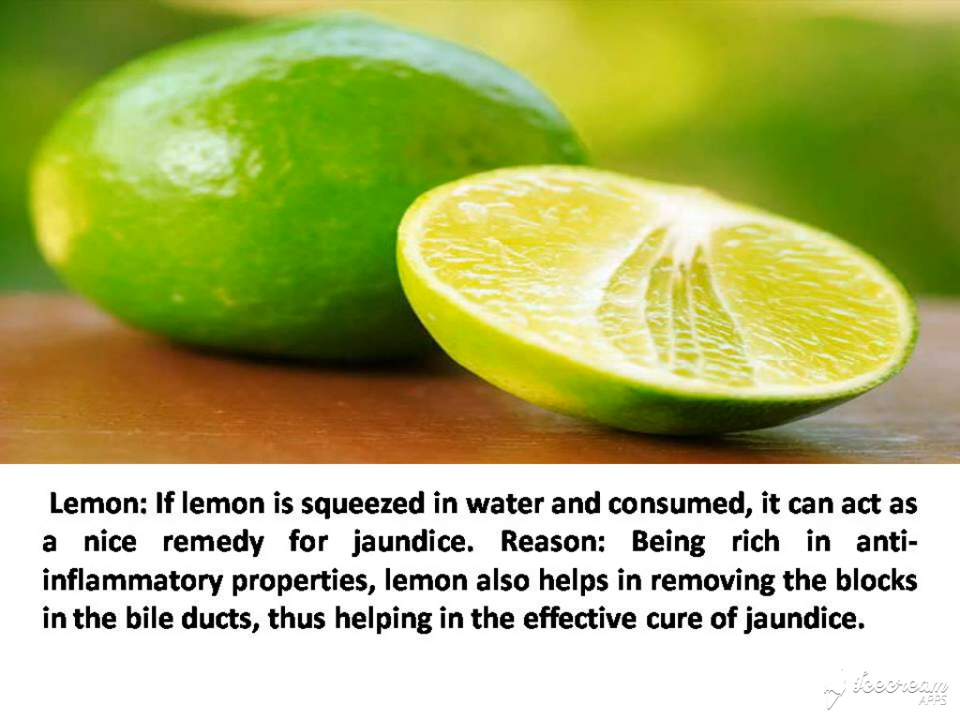 Lemon: If lemon is squeezed in water and consumed, it can act as
a nice remedy for jaundice. Reason: Being rich in anti-
inflammatory properties, lemon also helps in removing the blocks
in the bile ducts, thus helping in the effective cure of jaundice.
Icecream
APPS